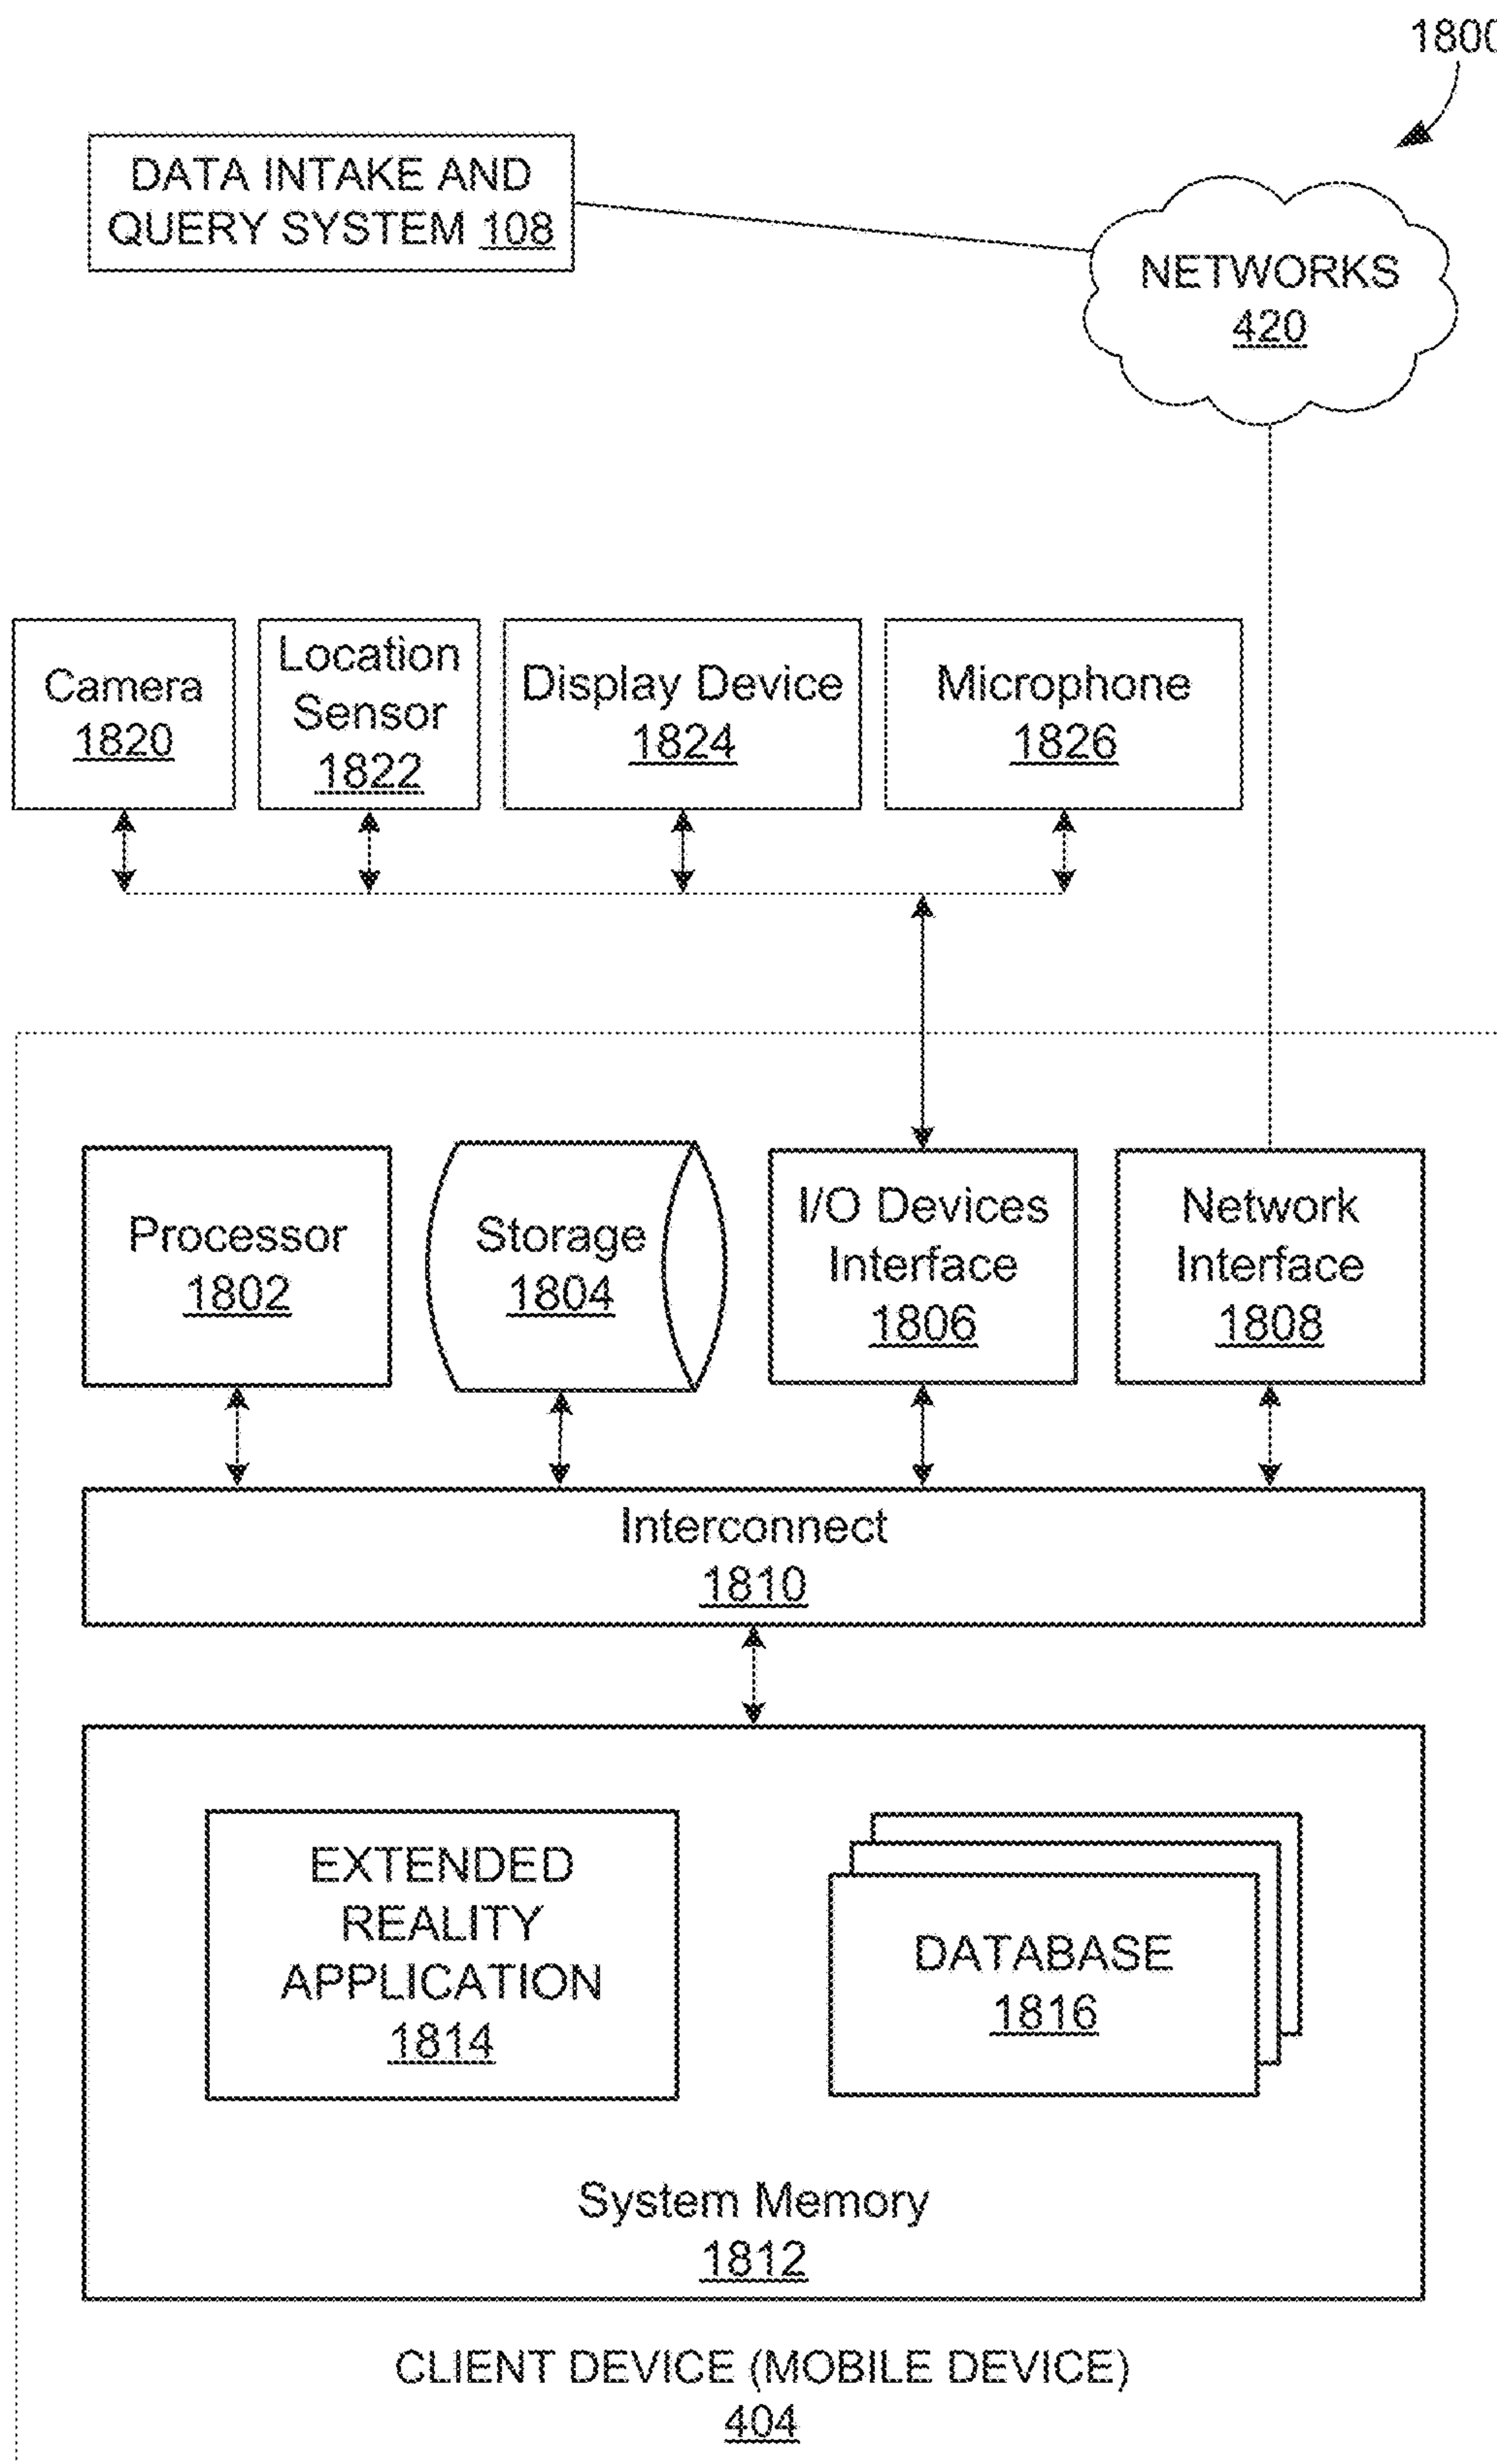 1800
DATA INTAKE AND
QUERY SYSTEM 108
NETWORKS
420
Camera
1820
Location
Sensor
1822
Display Device
1824
Microphone
1826
Processor
1802
Storage
1804
I/O Devices
Interface
1806
Network
Interface
1808
Interconnect
1810
EXTENDED
REALITY
APPLICATION
1814
DATABASE
1816
System Memory
1812
CLIENT DEVICE (MOBILE DEVICE)
404